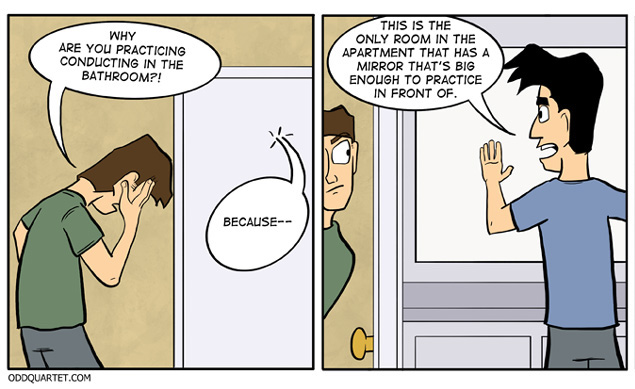 WHY
ARE YOU PRACTICING
CONDUCTING IN THE
BATHROOM?!
BECAUSE--
THIS IS THE
ONLY ROOM IN THE
APARTMENT THAT HAS A
MIRROR THAT'S BIG
ENOUGH TO PRACTICE
IN FRONT OF.
ODDQUARTET.COM